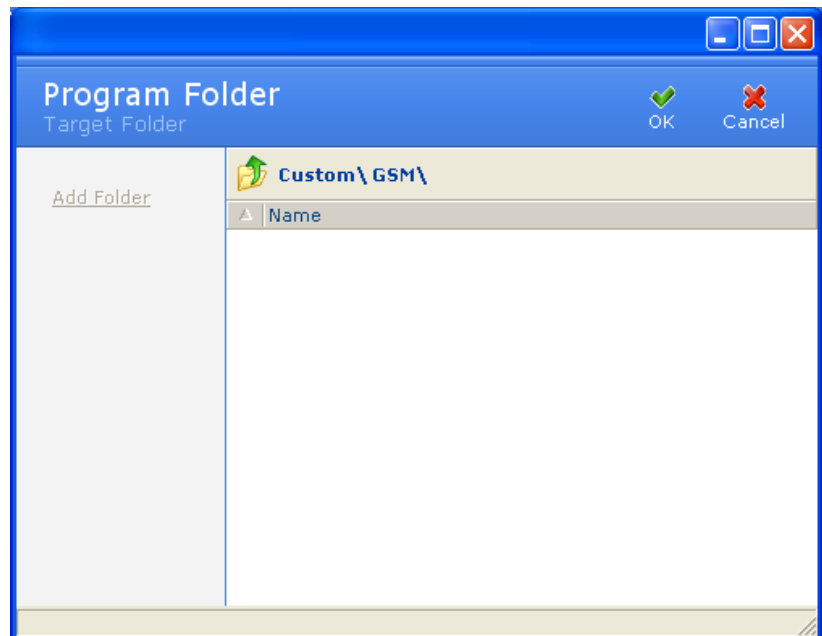 Program Folder
Target Folder
OK
Cancel
Add Folder
Custom\GSM\
Name